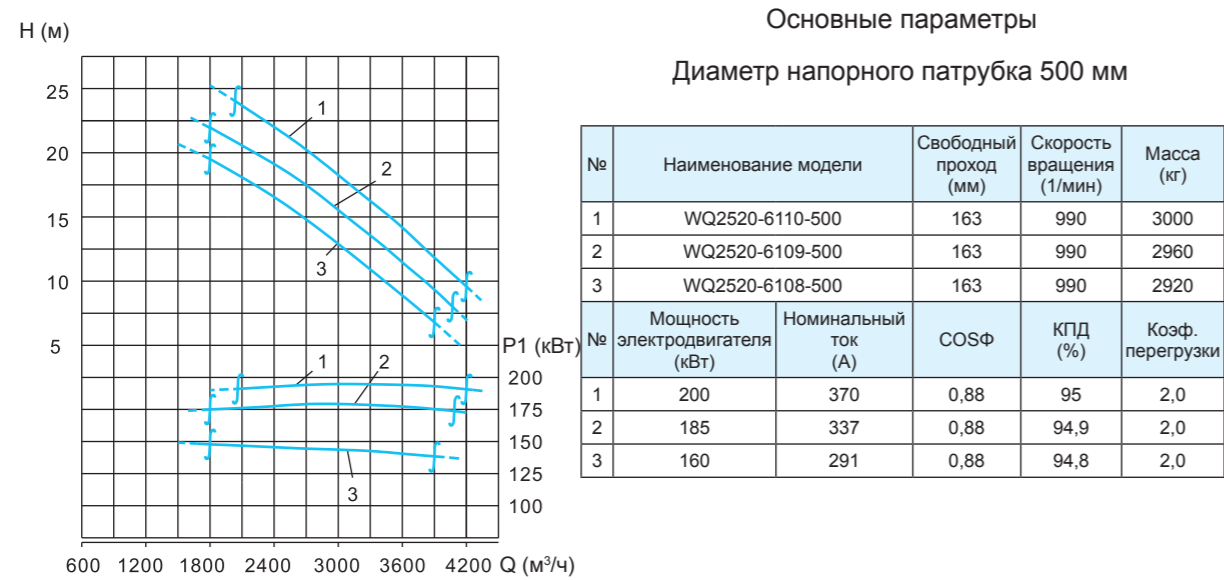 Основные параметры
Диаметр напорного патрубка 500 мм
H (м)
25
20
15
10
5
1
2
3
P1 (кВт)
200
175
150
125
100
1
2
3
600 1200 1800 2400 3000 3600 4200 Q (м³/ч)
№ Наименование модели Свободный проход (мм) Скорость вращения (1/мин) Масса (кг)
1 WQ2520-6110-500 163 990 3000
2 WQ2520-6109-500 163 990 2960
3 WQ2520-6108-500 163 990 2920
№ Мощность электродвигателя (кВт) Номинальный ток (А) COSФ КПД (%) Коэф. перегрузки
1 200 370 0,88 95 2,0
2 185 337 0,88 94,9 2,0
3 160 291 0,88 94,8 2,0